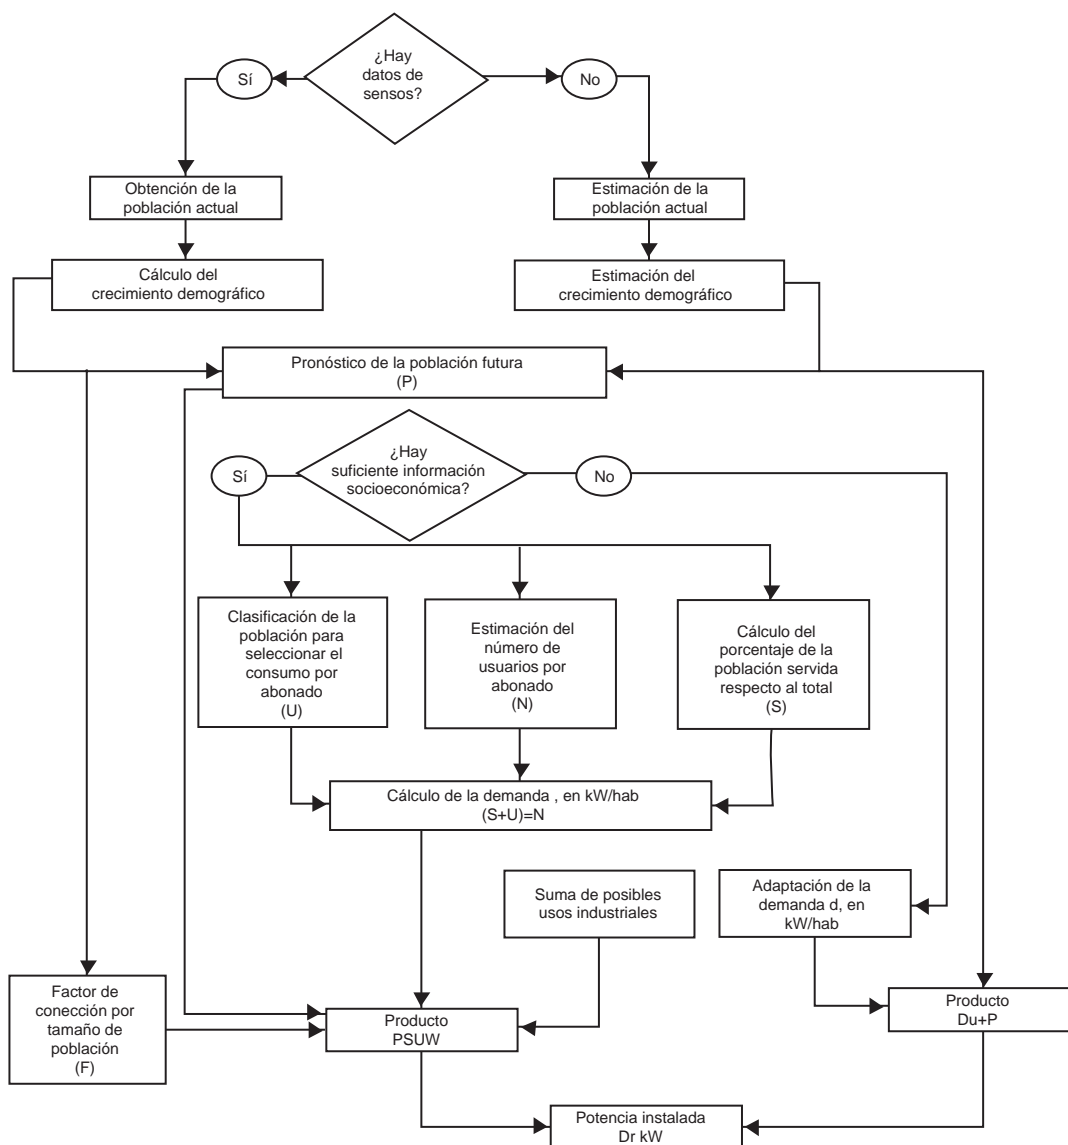 ¿Hay
datos de
sensos?
Sí
No
Obtención de la
población actual
Estimación de la
población actual
Cálculo del
crecimiento demográfico
Estimación del
crecimiento demográfico
Pronóstico de la población futura
(P)
¿Hay
suficiente información
socioeconómica?
Sí
No
Clasificación de la
población para
seleccionar el
consumo por
abonado
(U)
Estimación del
número de
usuarios por
abonado
(N)
Cálculo del
porcentaje de la
población servida
respecto al total
(S)
Cálculo de la demanda , en kW/hab
(S+U)=N
Suma de posibles
usos industriales
Adaptación de la
demanda d, en
kW/hab
Factor de
conección por
tamaño de
población
(F)
Producto
PSUW
Producto
Du+P
Potencia instalada
Dr kW